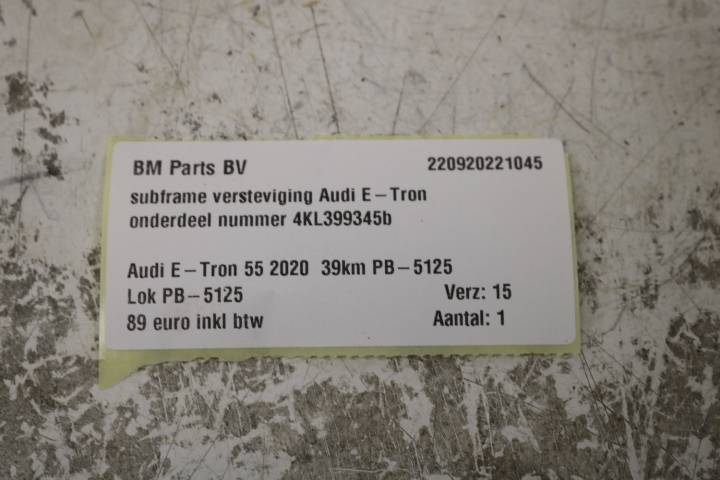 BM Parts BV 220920221045
subframe versteviging Audi E-Tron
onderdeel nummer 4KL399345b
Audi E-Tron 55 2020 39km PB-5125
Lok PB-5125 Verz: 15
89 euro inkl btw Aantal: 1